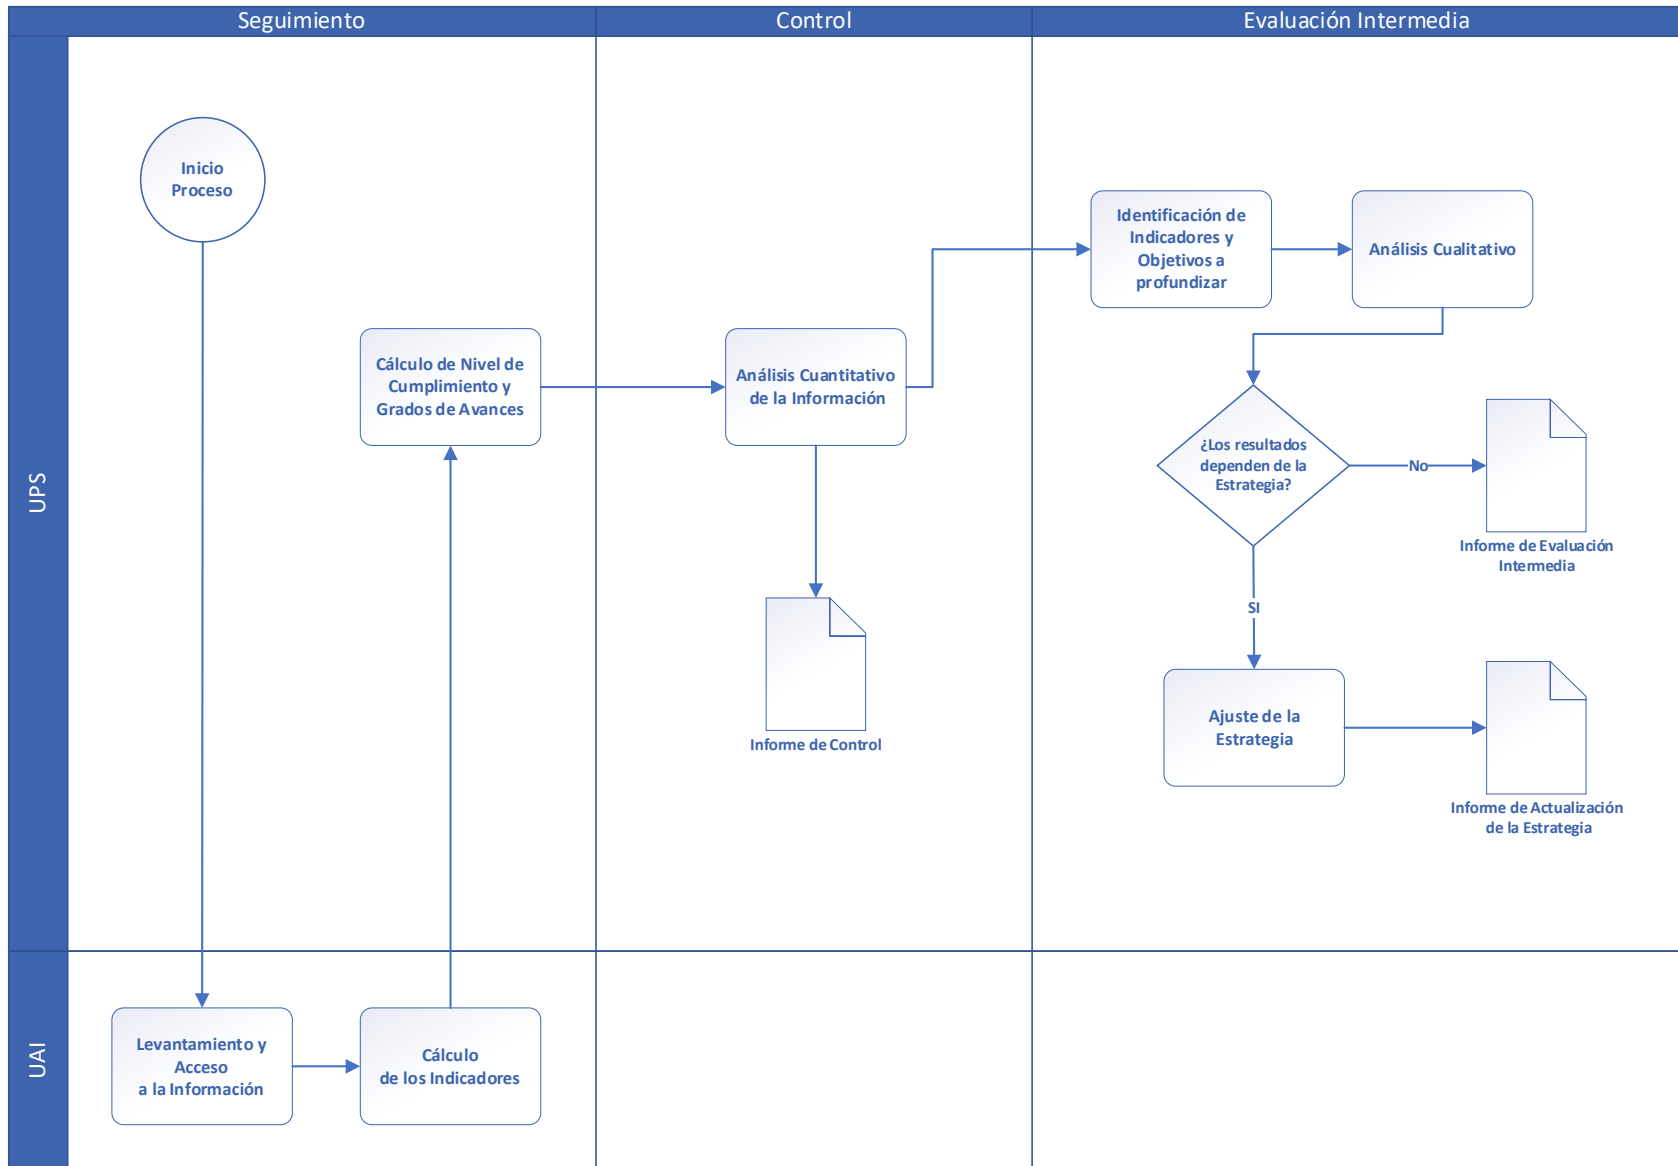 Seguimiento
Control
Evaluación Intermedia
UPS
Inicio
Proceso
Cálculo de Nivel de
Cumplimiento y
Grados de Avances
Análisis Cuantitativo
de la Información
Informe de Control
Identificación de
Indicadores y
Objetivos a
profundizar
Análisis Cualitativo
¿Los resultados
dependen de la
Estrategia?
No
Informe de Evaluación
Intermedia
SI
Ajuste de la
Estrategia
Informe de Actualización
de la Estrategia
UAI
Levantamiento y
Acceso
a la Información
Cálculo
de los Indicadores